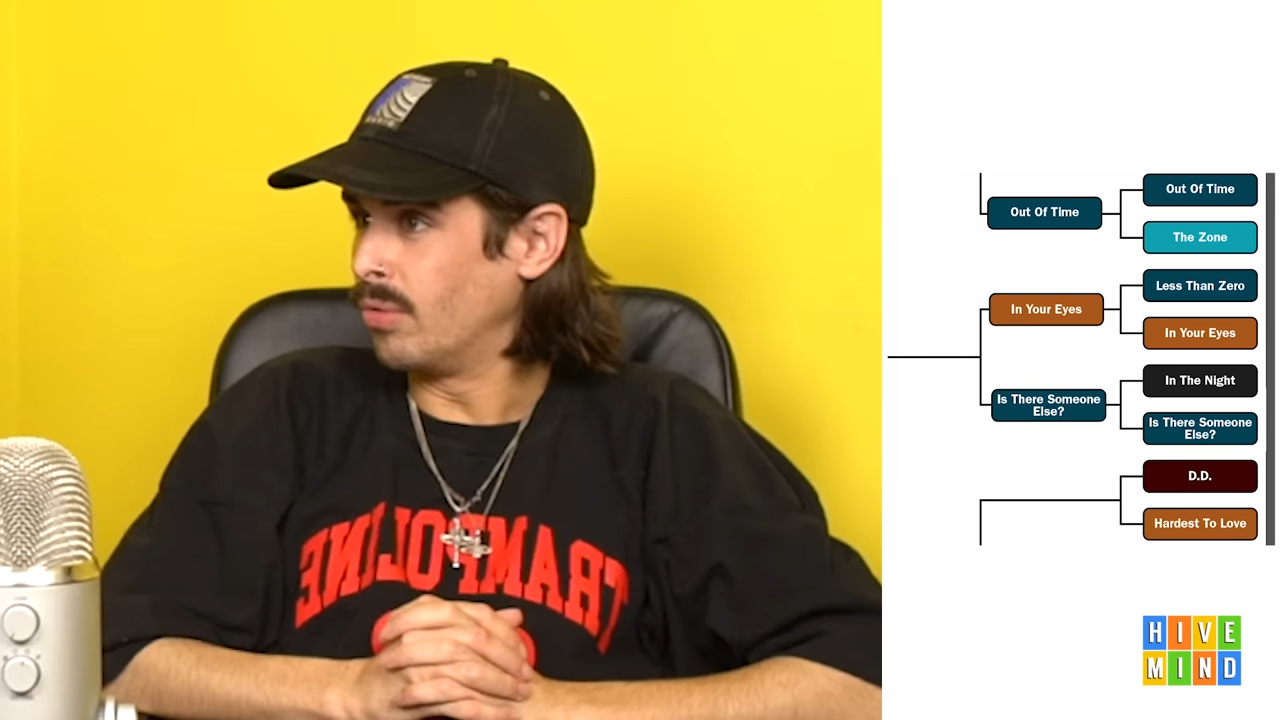 TRAMPOLINE
Out Of Time
Out Of Time
The Zone
Less Than Zero
In Your Eyes
In Your Eyes
In The Night
Is There Someone
Else?
Is There Someone
Else?
D.D.
Hardest To Love
HIVE
MIND